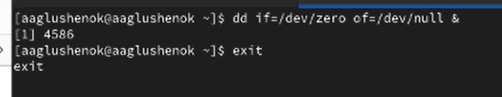 [aaglushenok@aaglushenok ~]$ dd if=/dev/zero of=/dev/null &
[1] 4586
[aaglushenok@aaglushenok ~]$ exit
exit